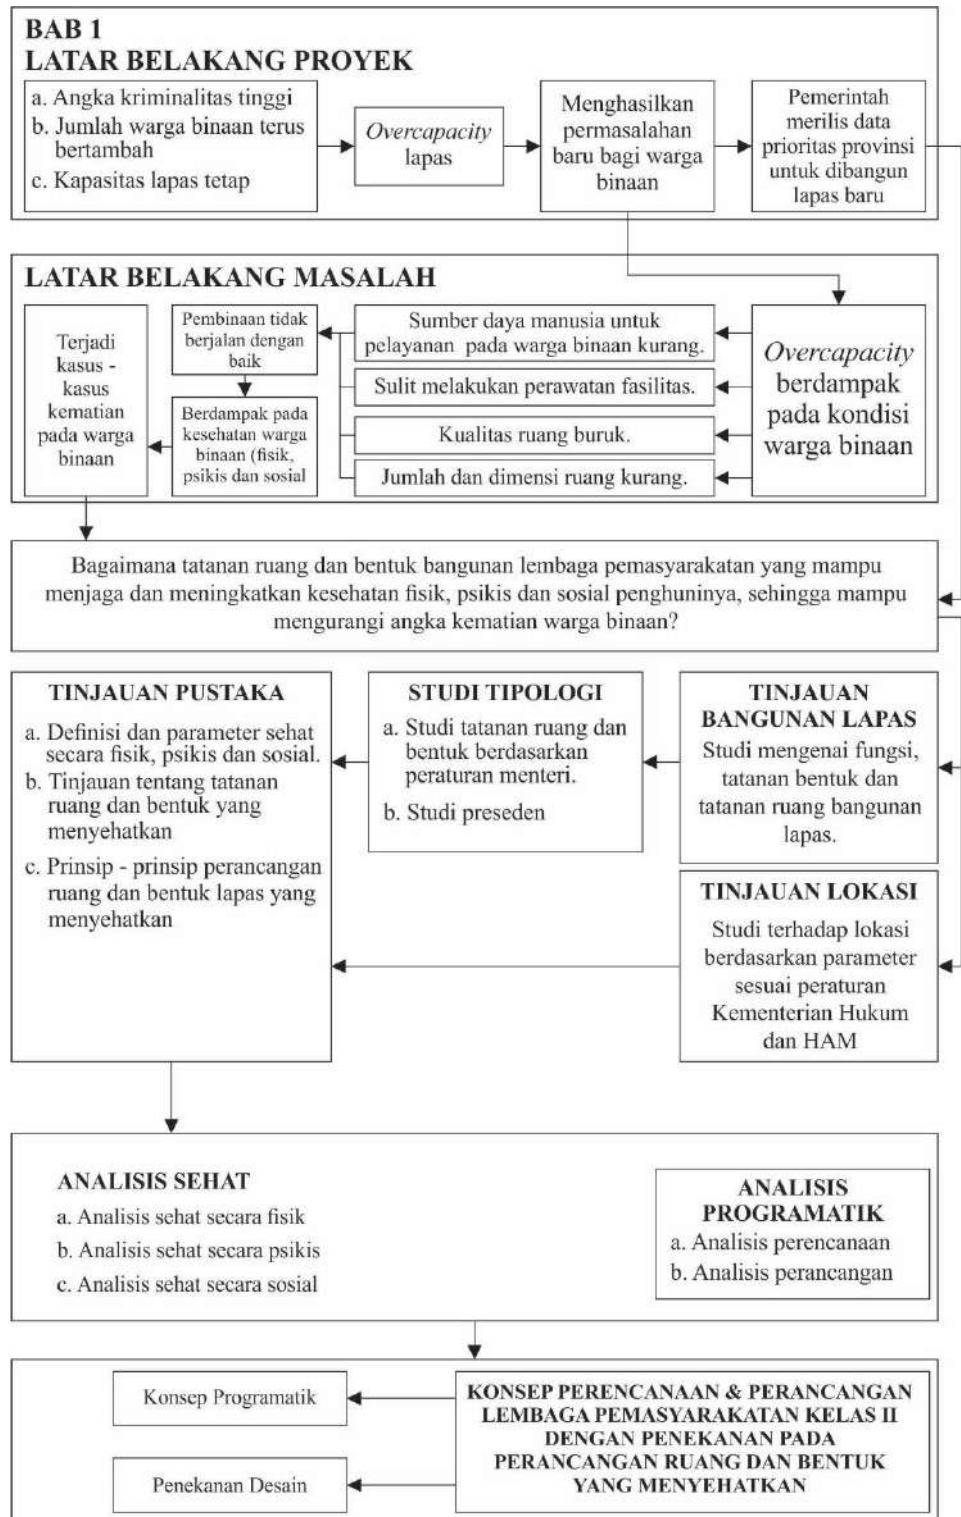 BAB 1
LATAR BELAKANG PROYEK
a. Angka kriminalitas tinggi
b. Jumlah warga binaan terus
bertambah
c. Kapasitas lapas tetap
Overcapacity
lapas
Menghasilkan
permasalahan
baru bagi warga
binaan
Pemerintah
merilis data
prioritas provinsi
untuk dibangun
lapas baru
LATAR BELAKANG MASALAH
Terjadi
kasus -
kasus
kematian
pada warga
binaan
Pembinaan tidak
berjalan dengan
baik
Berdampak pada
kesehatan warga
binaan (fisik,
psikis dan sosial
Sumber daya manusia untuk
pelayanan pada warga binaan kurang.
Sulit melakukan perawatan fasilitas.
Kualitas ruang buruk.
Jumlah dan dimensi ruang kurang.
Overcapacity
berdampak
pada kondisi
warga binaan
Bagaimana tatanan ruang dan bentuk bangunan lembaga pemasyarakatan yang mampu
menjaga dan meningkatkan kesehatan fisik, psikis dan sosial penghuninya, sehingga mampu
mengurangi angka kematian warga binaan?
TINJAUAN PUSTAKA
a. Definisi dan parameter sehat
secara fisik, psikis dan sosial.
b. Tinjauan tentang tatanan
ruang dan bentuk yang
menyehatkan
c. Prinsip - prinsip perancangan
ruang dan bentuk lapas yang
menyehatkan
STUDI TIPOLOGI
a. Studi tatanan ruang dan
bentuk berdasarkan
peraturan menteri.
b. Studi preseden
TINJAUAN
BANGUNAN LAPAS
Studi mengenai fungsi,
tatanan bentuk dan
tatanan ruang bangunan
lapas.
TINJAUAN LOKASI
Studi terhadap lokasi
berdasarkan parameter
sesuai peraturan
Kementerian Hukum
dan HAM
ANALISIS SEHAT
a. Analisis sehat secara fisik
b. Analisis sehat secara psikis
c. Analisis sehat secara sosial
ANALISIS
PROGRAMATIK
a. Analisis perencanaan
b. Analisis perancangan
Konsep Programatik
Penekanan Desain
KONSEP PERENCANAAN & PERANCANGAN
LEMBAGA PEMASYARAKATAN KELAS II
DENGAN PENEKANAN PADA
PERANCANGAN RUANG DAN BENTUK
YANG MENYEHATKAN